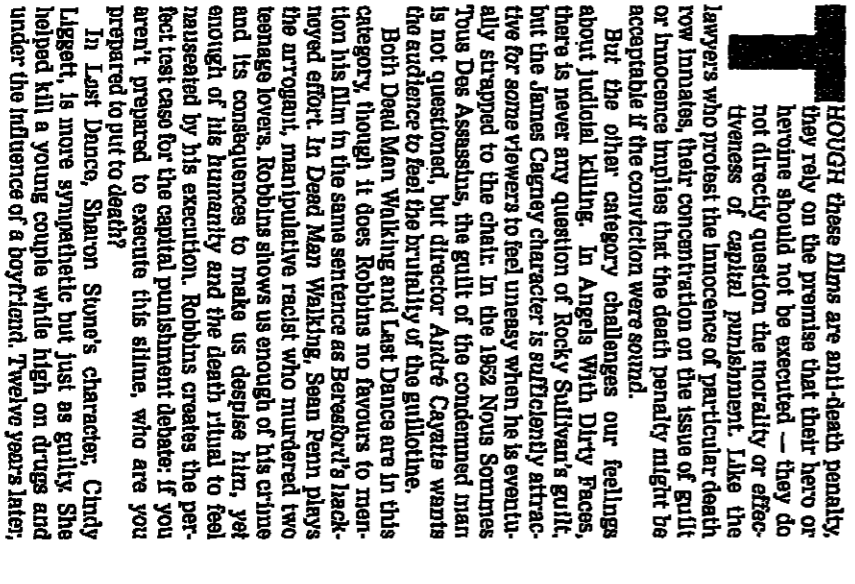 THOUGH these films are anti-death penalty,
they rely on the premise that their hero or
heroine should not be executed — they do
not directly question the morality or effec-
tiveness of capital punishment. Like the
lawyers who protest the innocence of particular death
row inmates, their concentration on the issue of guilt
or innocence implies that the death penalty might be
acceptable if the conviction were sound.
But the other category challenges our feelings
about judicial killing. In Angels With Dirty Faces,
there is never any question of Rocky Sullivan's guilt,
but the James Cagney character is sufficiently attrac-
tive for some viewers to feel uneasy when he is eventu-
ally strapped to the chair. In the 1952 Nous Sommes
Tous Des Assassins, the guilt of the condemned man
is not questioned, but director André Cayatte wants
the audience to feel the brutality of the guillotine.
Both Dead Man Walking and Last Dance are in this
category, though it does Robbins no favours to men-
tion his film in the same sentence as Beresford's hack-
neyed effort. In Dead Man Walking, Sean Penn plays
the arrogant, manipulative racist who murdered two
teenage lovers. Robbins shows us enough of his crime
and its consequences to make us despise him, yet
enough of his humanity and the death ritual to feel
nauseated by his execution. Robbins creates the per-
fect test case for the capital punishment debate: if you
aren't prepared to execute this slime, who are you
prepared to put to death?
In Last Dance, Sharon Stone's character, Cindy
Liggett, is more sympathetic but just as guilty. She
helped kill a young couple while high on drugs and
under the influence of a boyfriend. Twelve years later,